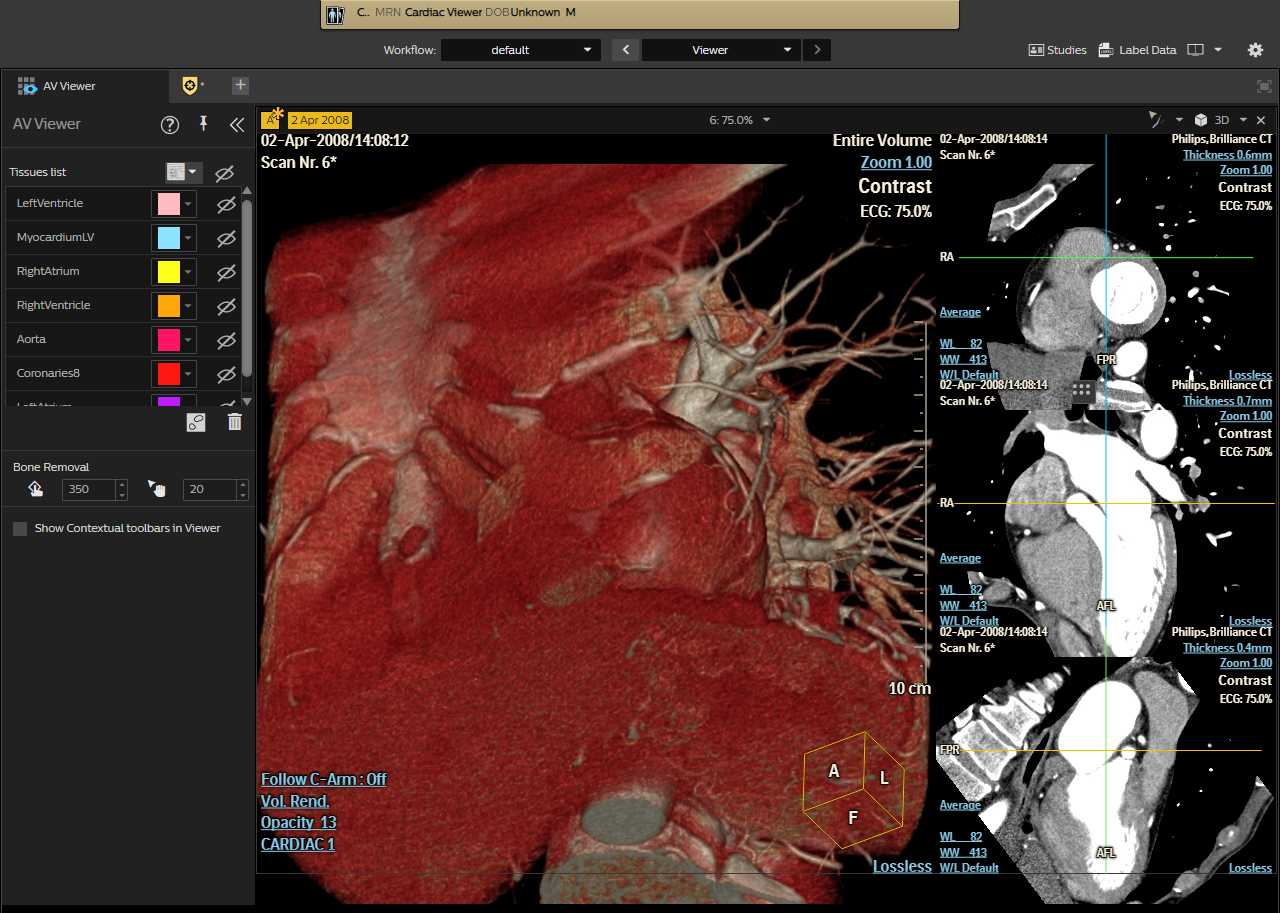 C.. MRN Cardiac Viewer DOB Unknown M
Workflow: default Viewer Studies Label Data
AV Viewer
AV Viewer
Tissues list
LeftVentricle
MyocardiumLV
RightAtrium
RightVentricle
Aorta
Coronaries8
LeftAtrium
Bone Removal
350 20
Show Contextual toolbars in Viewer
A 2 Apr 2008 6: 75.0% 3D
02-Apr-2008/14:08:12
Scan Nr. 6*
Entire Volume
Zoom 1.00
Contrast
ECG: 75.0%
10 cm
A
L
F
Follow C-Arm : Off
Vol. Rend.
Opacity 13
CARDIAC 1
Lossless
02-Apr-2008/14:08:14 Philips,Brilliance CT
Scan Nr. 6* Thickness 0.6mm
Zoom 1.00
Contrast
ECG: 75.0%
RA
Average
WL 82
WW 413
W/L Default
FPR
Lossless
02-Apr-2008/14:08:14 Philips,Brilliance CT
Scan Nr. 6* Thickness 0.7mm
Zoom 1.00
Contrast
ECG: 75.0%
RA
Average
WL 82
WW 413
W/L Default
AFL
Lossless
02-Apr-2008/14:08:14 Philips,Brilliance CT
Scan Nr. 6* Thickness 0.4mm
Zoom 1.00
Contrast
ECG: 75.0%
FPR
Average
WL 82
WW 413
W/L Default
AFL
Lossless